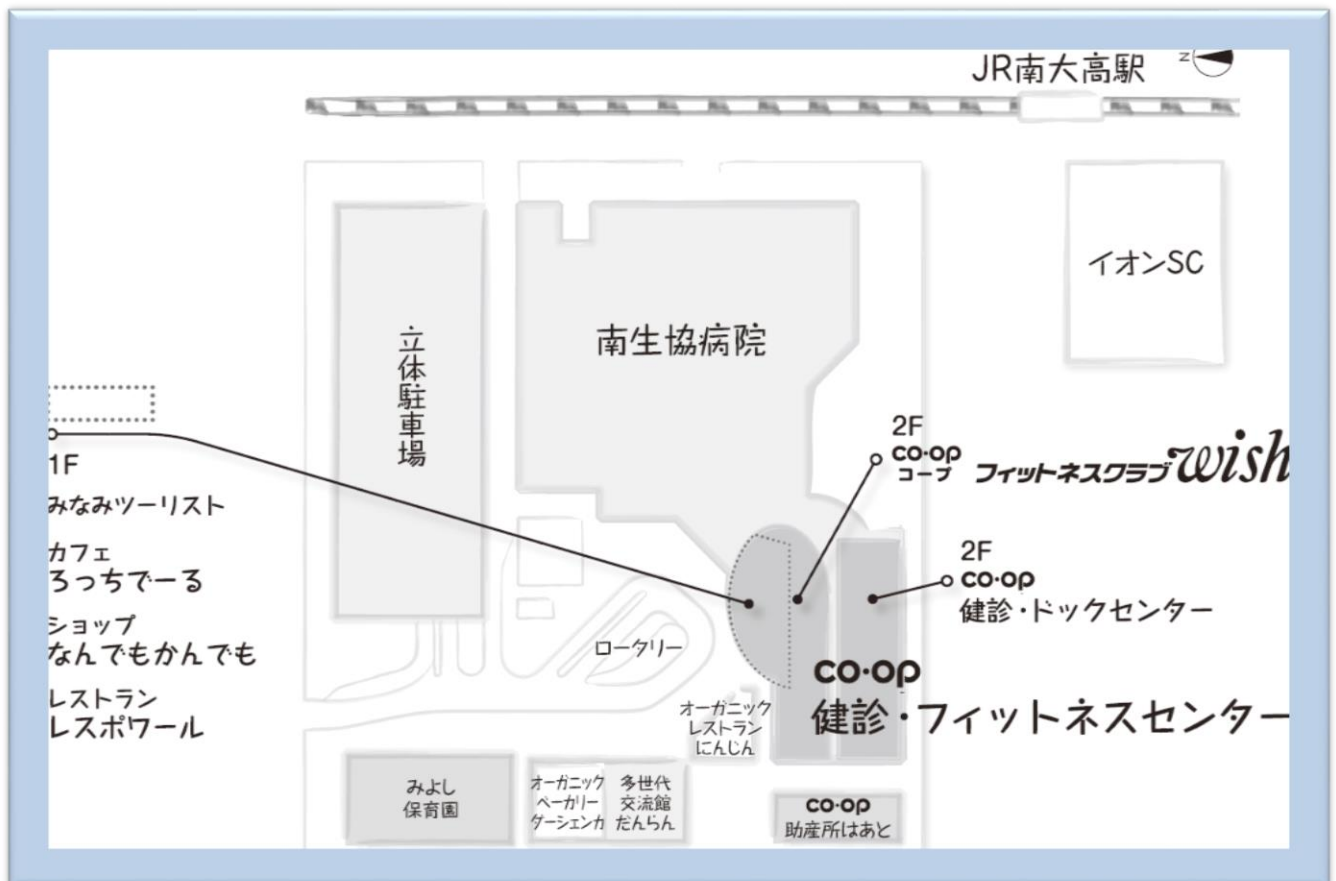 JR南大高駅
N
イオンSC
立体駐車場
南生協病院
1F
みなみツーリスト
カフェ
ろっちでーる
ショップ
なんでもかんでも
レストラン
レスポワール
2F
co·op
コープ
フィットネスクラブwish
2F
co·op
健診・ドックセンター
ロータリー
co·op
健診・フィットネスセンター
オーガニック
レストラン
にんじん
みよし
保育園
オーガニック
ベーカリー
ダーシェンカ
多世代
交流館
だんらん
co·op
助産所はあと